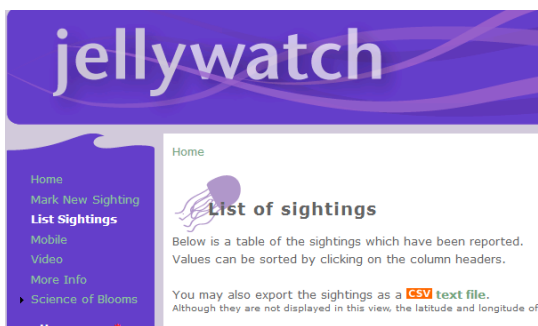 jellywatch
Home
Mark New Sighting
List Sightings
Mobile
Video
More Info
Science of Blooms
Home
List of sightings
Below is a table of the sightings which have been reported.
Values can be sorted by clicking on the column headers.
You may also export the sightings as a CSV text file.
Although they are not displayed in this view, the latitude and longitude of